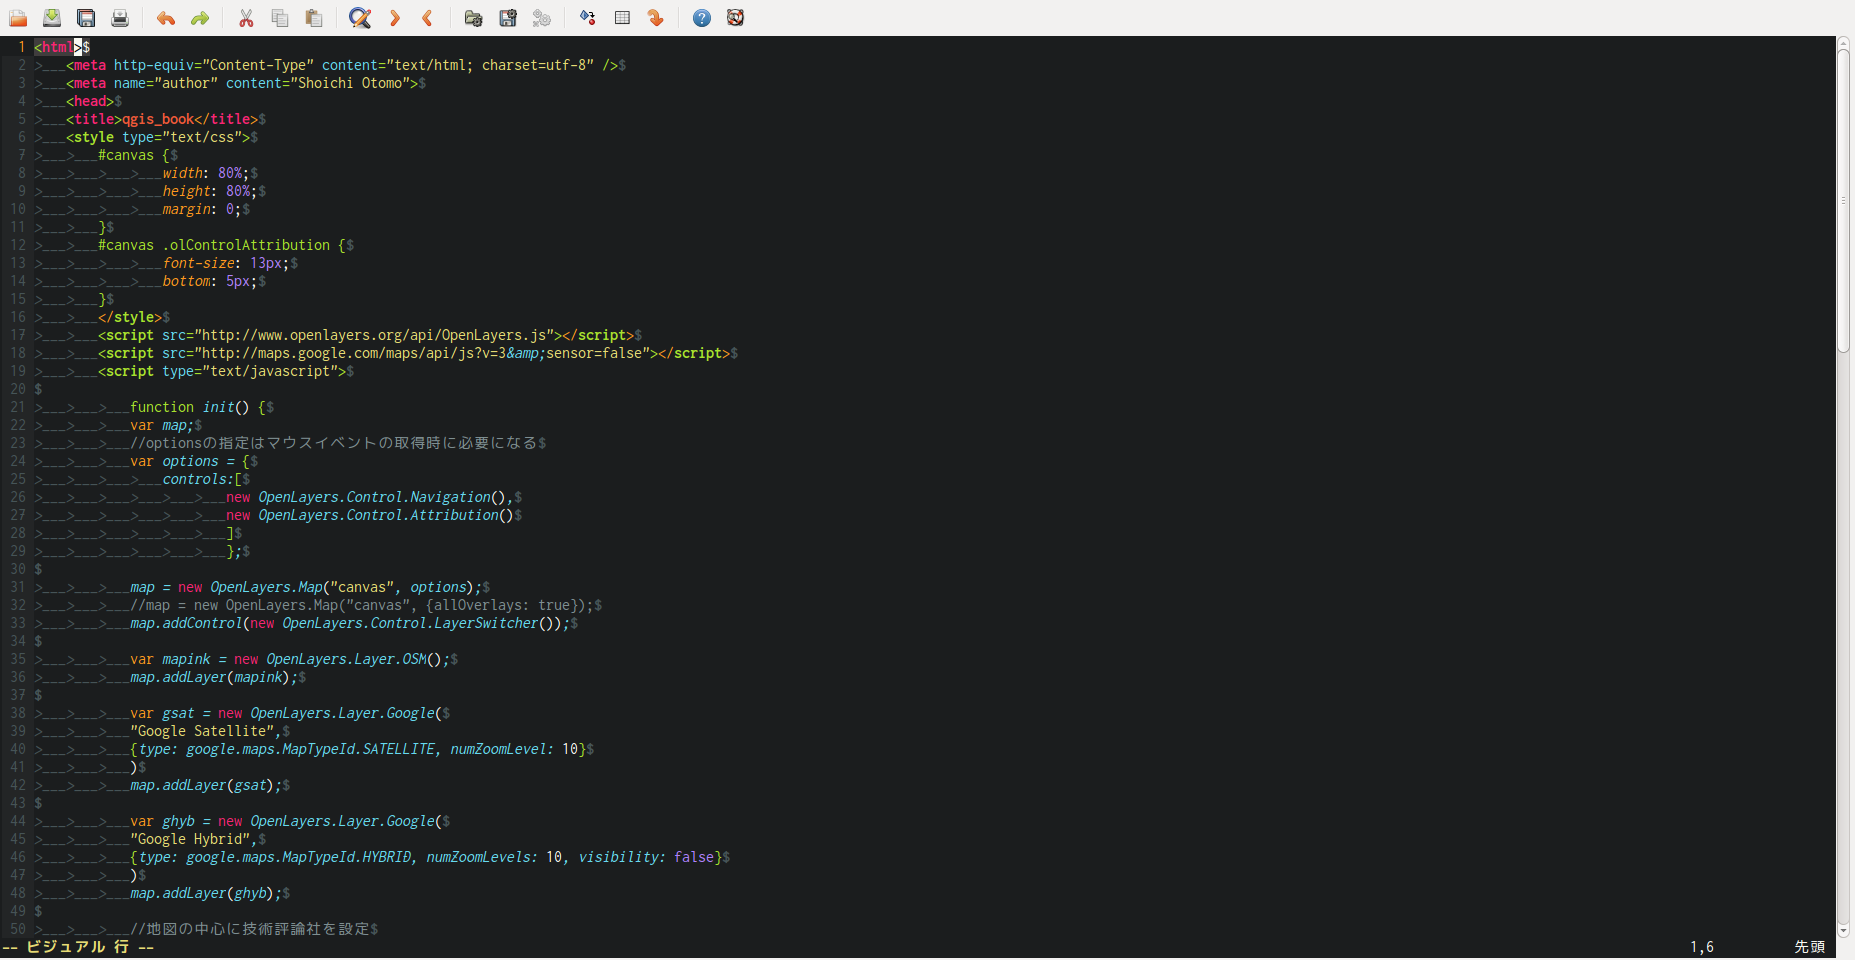 1 <html>$
2 >___<meta http-equiv="Content-Type" content="text/html; charset=utf-8" />$
3 >___<meta name="author" content="Shoichi Otomo">$
4 >___<head>$
5 >___<title>qgis_book</title>$
6 >___<style type="text/css">$
7 >___>___#canvas {$
8 >___>___>___>___width: 80%;$
9 >___>___>___>___height: 80%;$
10 >___>___>___>___margin: 0;$
11 >___>___}$
12 >___>___#canvas .olControlAttribution {$
13 >___>___>___>___font-size: 13px;$
14 >___>___>___>___bottom: 5px;$
15 >___>___}$
16 >___>___</style>$
17 >___>___<script src="http://www.openlayers.org/api/OpenLayers.js"></script>$
18 >___>___<script src="http://maps.google.com/maps/api/js?v=3&amp;sensor=false"></script>$
19 >___>___<script type="text/javascript">$
20 $
21 >___>___>___function init() {$
22 >___>___>___var map;$
23 >___>___>___//optionsの指定はマウスイベントの取得時に必要になる$
24 >___>___>___var options = {$
25 >___>___>___>___controls:[$
26 >___>___>___>___>___>___new OpenLayers.Control.Navigation(),$
27 >___>___>___>___>___>___new OpenLayers.Control.Attribution()$
28 >___>___>___>___>___>___]$
29 >___>___>___>___>___>___};$
30 $
31 >___>___>___map = new OpenLayers.Map("canvas", options);$
32 >___>___>___//map = new OpenLayers.Map("canvas", {allOverlays: true});$
33 >___>___>___map.addControl(new OpenLayers.Control.LayerSwitcher());$
34 $
35 >___>___>___var mapink = new OpenLayers.Layer.OSM();$
36 >___>___>___map.addLayer(mapink);$
37 $
38 >___>___>___var gsat = new OpenLayers.Layer.Google($
39 >___>___>___"Google Satellite",$
40 >___>___>___{type: google.maps.MapTypeId.SATELLITE, numZoomLevel: 10}$
41 >___>___>___)$
42 >___>___>___map.addLayer(gsat);$
43 $
44 >___>___>___var ghyb = new OpenLayers.Layer.Google($
45 >___>___>___"Google Hybrid",$
46 >___>___>___{type: google.maps.MapTypeId.HYBRID, numZoomLevels: 10, visibility: false}$
47 >___>___>___)$
48 >___>___>___map.addLayer(ghyb);$
49 $
50 >___>___>___//地図の中心に技術評論社を設定$
-- ビジュアル 行 -- 1,6 先頭